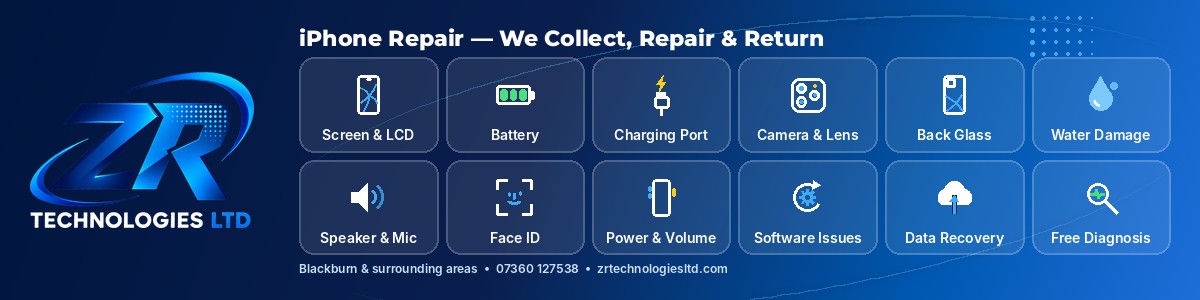 iPhone Repair — We Collect, Repair & Return
Screen & LCD
Battery
Charging Port
Camera & Lens
Back Glass
Water Damage
ZR
TECHNOLOGIES LTD
Speaker & Mic
Face ID
Power & Volume
Software Issues
Data Recovery
Free Diagnosis
Blackburn & surrounding areas • 07360 127538 • zrtechnologiesltd.com